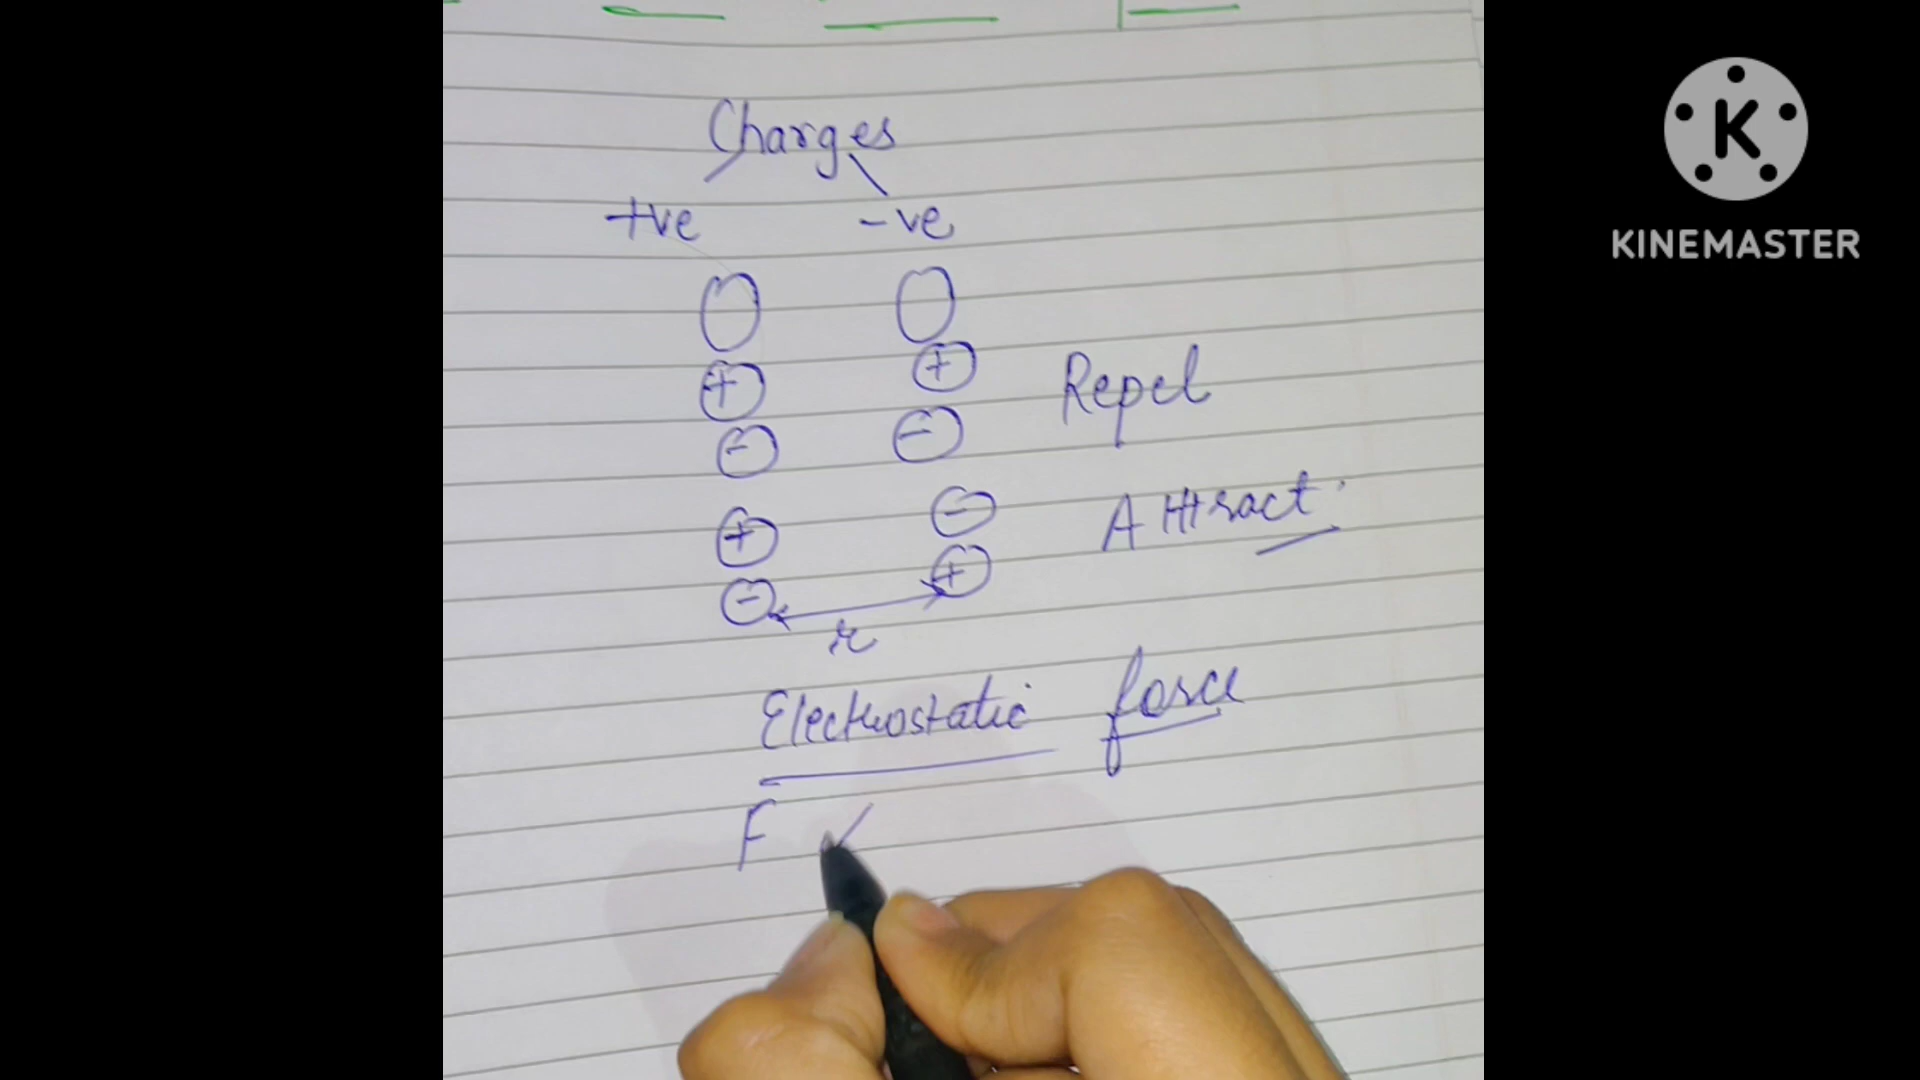 Charges
+ve -ve
+ +
Repel
- -
+ -
Attract
- +
r
Electrostatic force
F
K
KINEMASTER